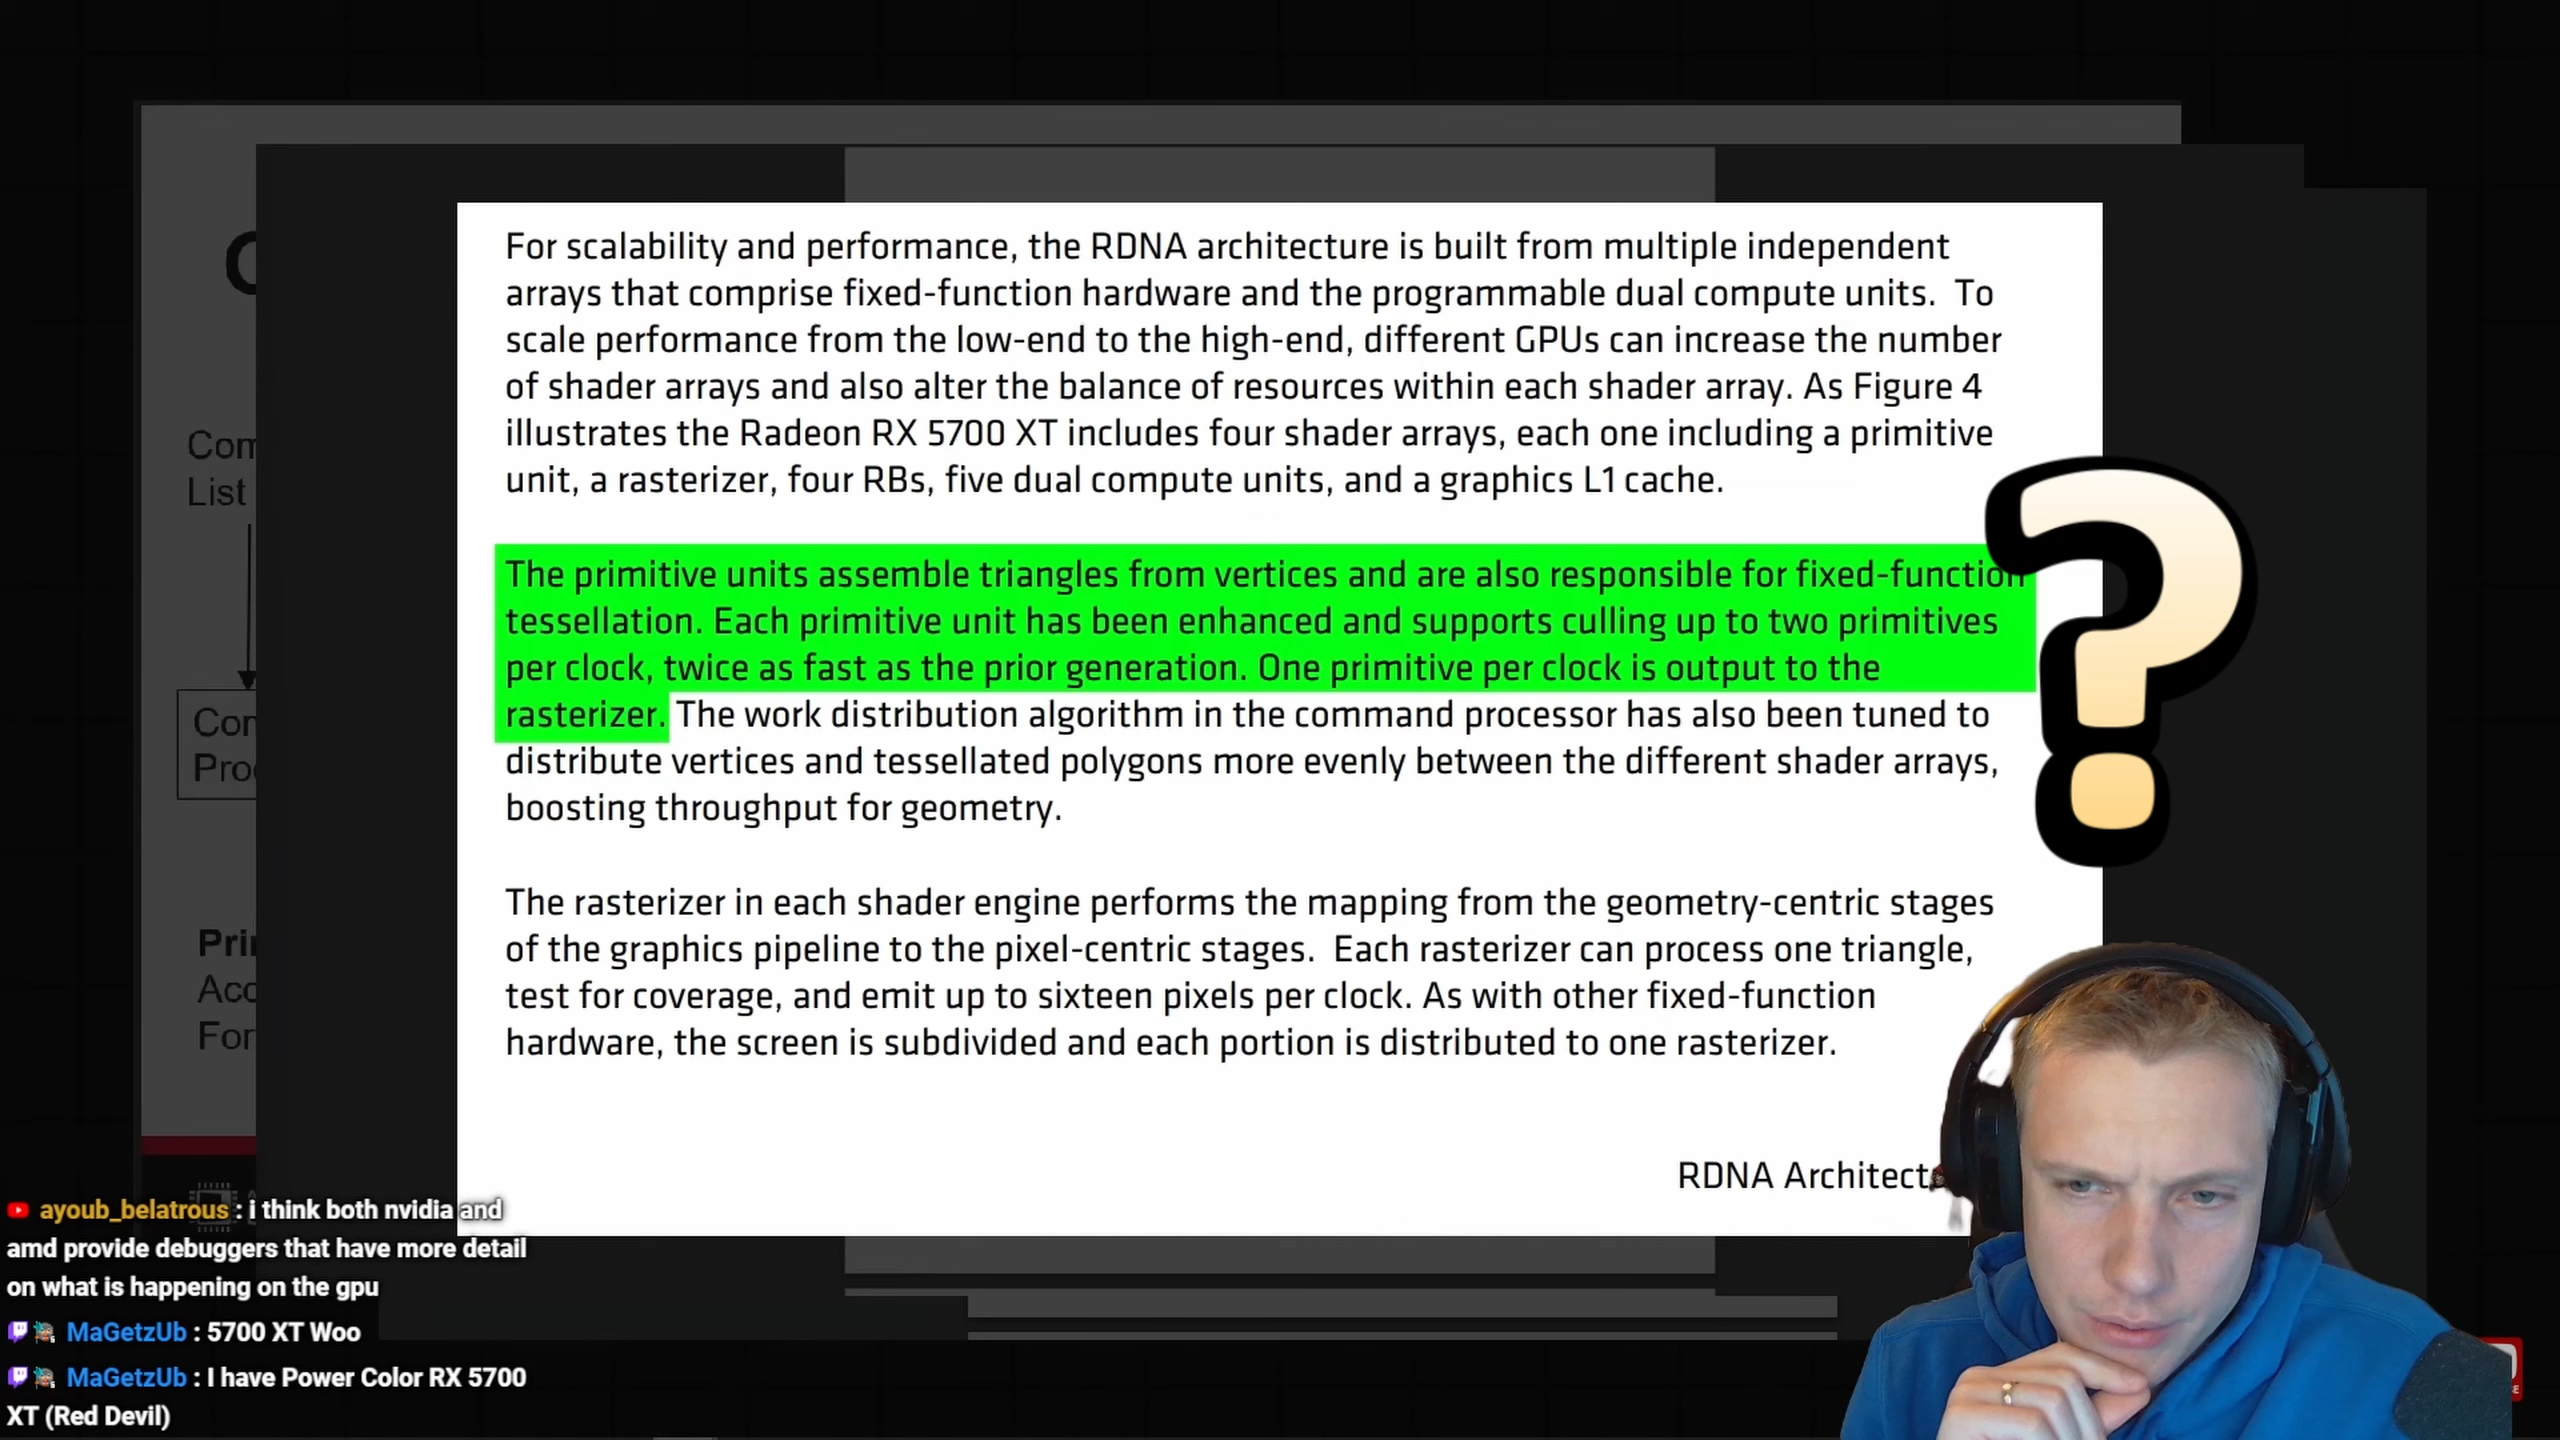 For scalability and performance, the RDNA architecture is built from multiple independent
arrays that comprise fixed-function hardware and the programmable dual compute units. To
scale performance from the low-end to the high-end, different GPUs can increase the number
of shader arrays and also alter the balance of resources within each shader array. As Figure 4
illustrates the Radeon RX 5700 XT includes four shader arrays, each one including a primitive
unit, a rasterizer, four RBs, five dual compute units, and a graphics L1 cache.
The primitive units assemble triangles from vertices and are also responsible for fixed-function
tessellation. Each primitive unit has been enhanced and supports culling up to two primitives
per clock, twice as fast as the prior generation. One primitive per clock is output to the
rasterizer. The work distribution algorithm in the command processor has also been tuned to
distribute vertices and tessellated polygons more evenly between the different shader arrays,
boosting throughput for geometry.
The rasterizer in each shader engine performs the mapping from the geometry-centric stages
of the graphics pipeline to the pixel-centric stages. Each rasterizer can process one triangle,
test for coverage, and emit up to sixteen pixels per clock. As with other fixed-function
hardware, the screen is subdivided and each portion is distributed to one rasterizer.
RDNA Architect
?
List
ayoub_belatrous : i think both nvidia and
amd provide debuggers that have more detail
on what is happening on the gpu
MaGetzUb : 5700 XT Woo
MaGetzUb : I have Power Color RX 5700
XT (Red Devil)